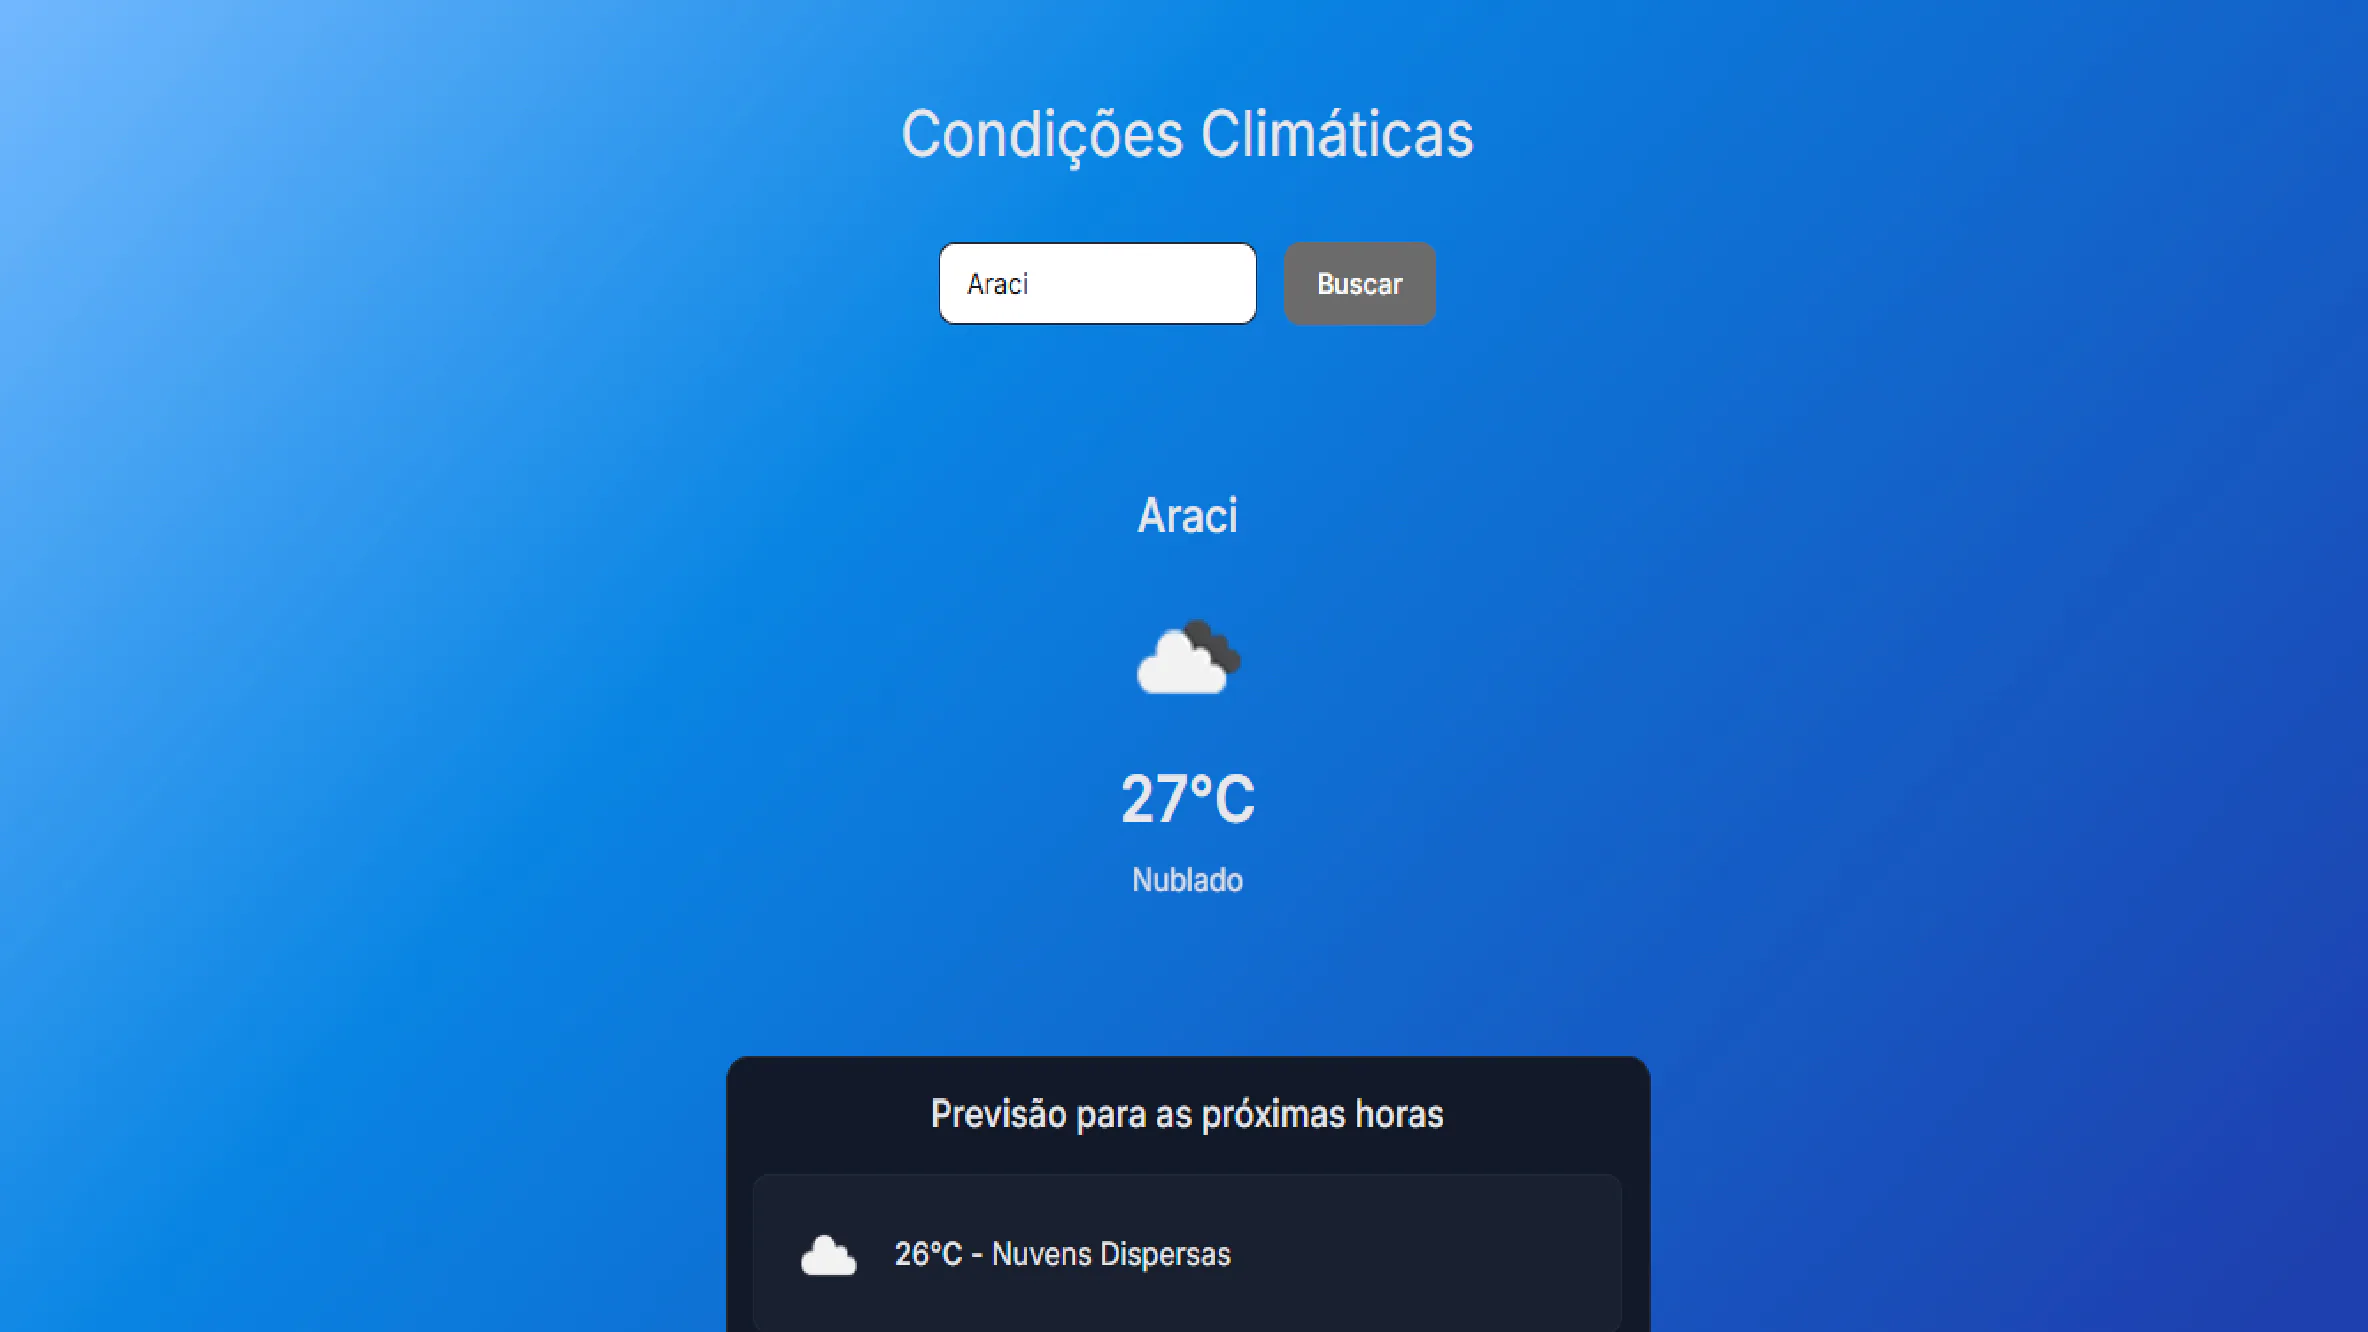 Condições Climáticas
Araci
Buscar
Araci
27°C
Nublado
Previsão para as próximas horas
26°C - Nuvens Dispersas